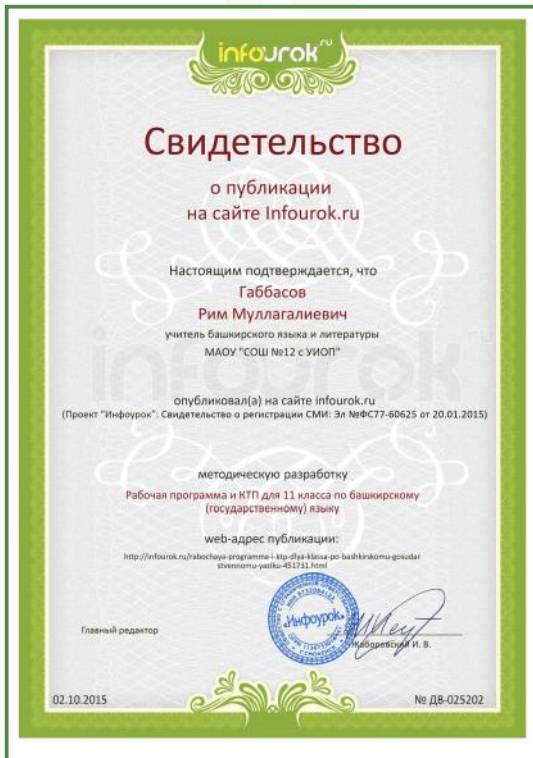 infourok ru
Свидетельство
о публикации
на сайте Infourok.ru
Настоящим подтверждается, что
Габбасов
Рим Муллагалиевич
учитель башкирского языка и литературы
МАОУ "СОШ №12 с УИОП"
опубликовал(а) на сайте infourok.ru
(Проект "Инфоурок": Свидетельство о регистрации СМИ: Эл №ФС77-60625 от 20.01.2015)
методическую разработку
Рабочая программа и КТП для 11 класса по башкирскому
(государственному) языку
web-адрес публикации:
http://infourok.ru/rabochaya-programma-i-ktp-dlya-klassa-po-bashkirskomu-gosudar
stvennomu-yaziku-451731.html
«Инфоурок»
Главный редактор
Жаборовский И. В.
02.10.2015
№ ДВ-025202